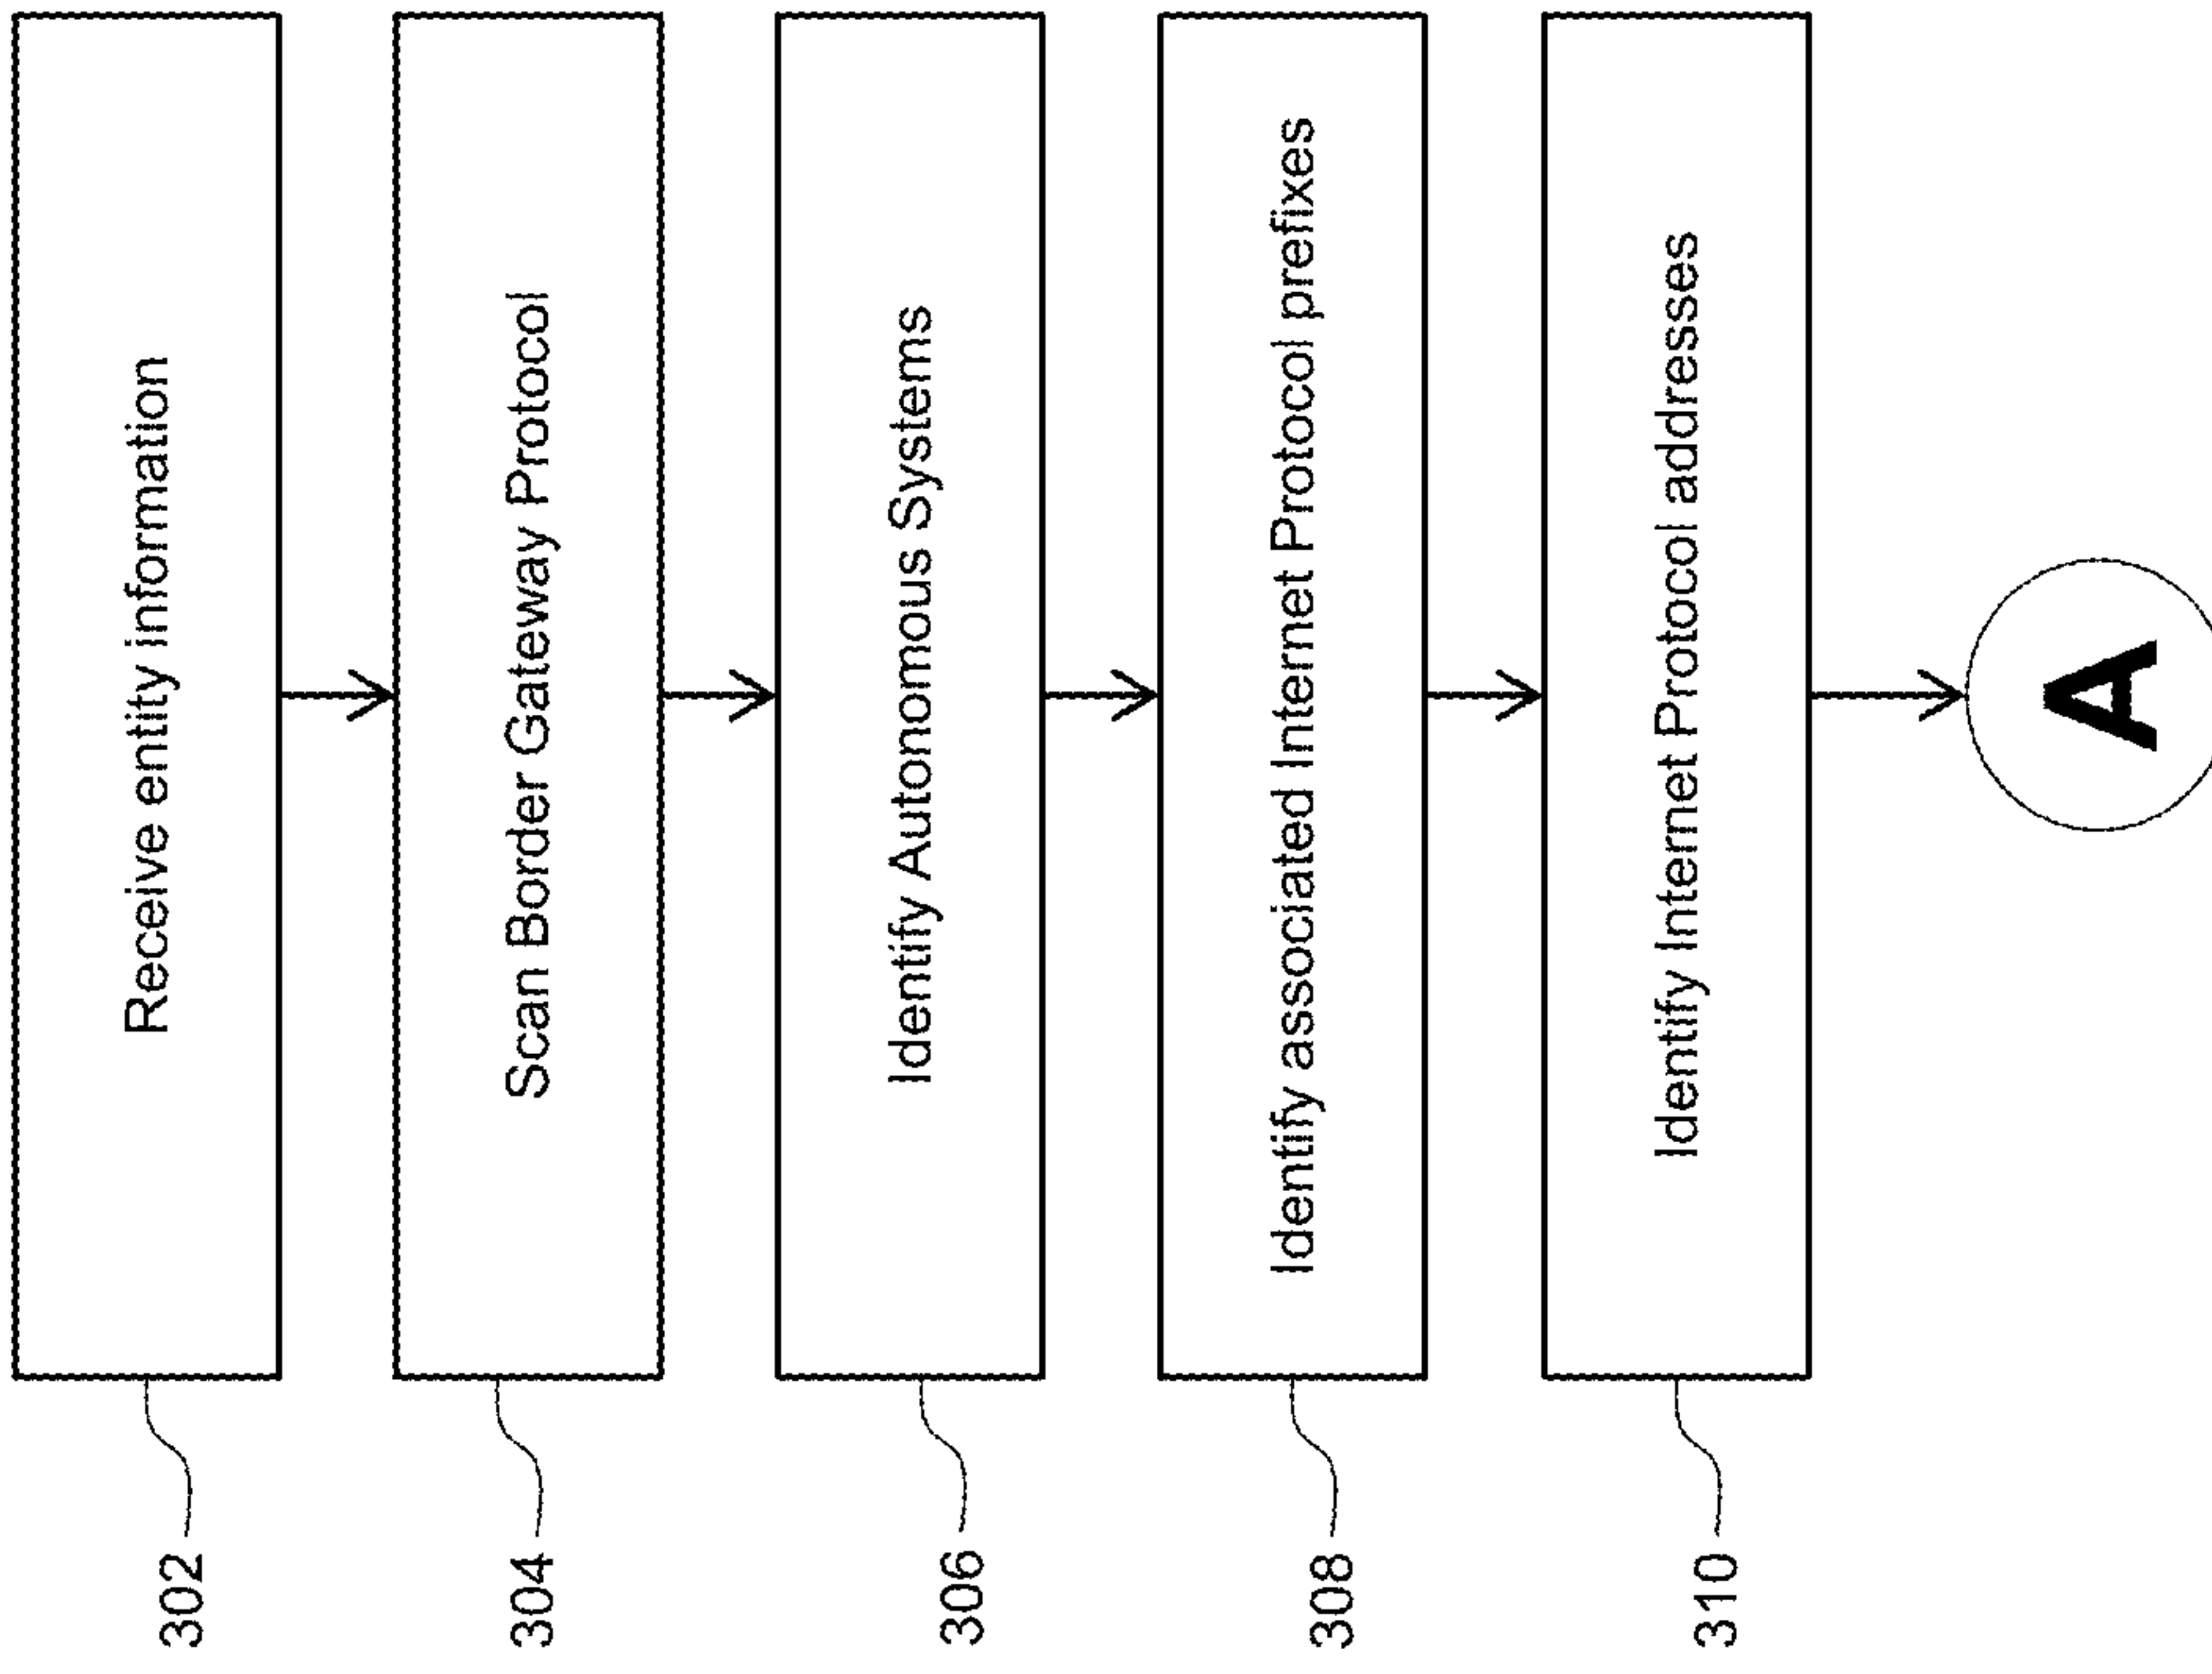 302
Receive entity information
304
Scan Border Gateway Protocol
306
Identify Autonomous Systems
308
Identify associated Internet Protocol prefixes
310
Identify Internet Protocol addresses
A